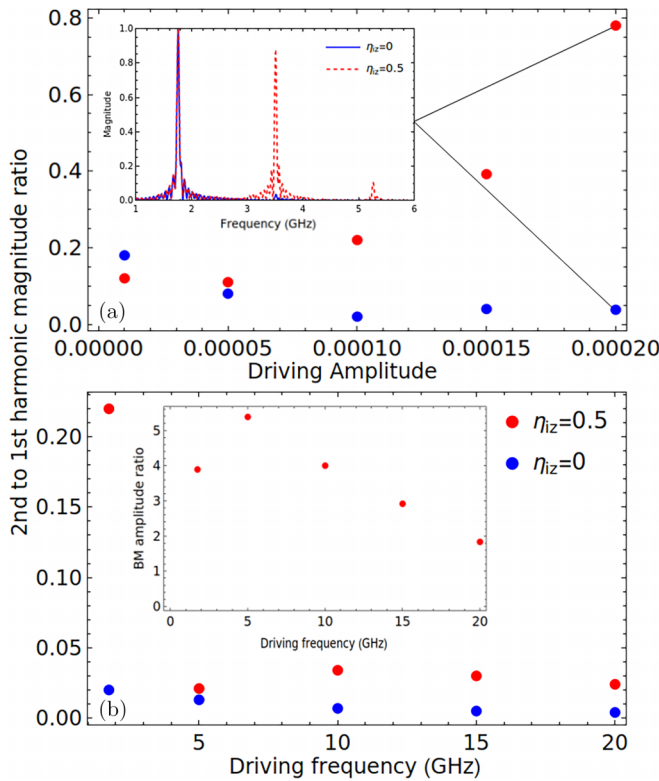 2nd to 1st harmonic magnitude ratio
0.8
0.6
0.4
0.2
0.0
1.0
0.8
0.6
0.4
0.2
0.0
Magnitude
ηiz=0
ηiz=0.5
1 2 3 4 5 6
Frequency (GHz)
(a)
0.00000 0.00005 0.00010 0.00015 0.00020
Driving Amplitude
0.20
0.15
0.10
0.05
0.00
5
4
3
2
1
0
BM amplitude ratio
0 5 10 15 20
Driving frequency (GHz)
ηiz=0.5
ηiz=0
(b)
5 10 15 20
Driving frequency (GHz)